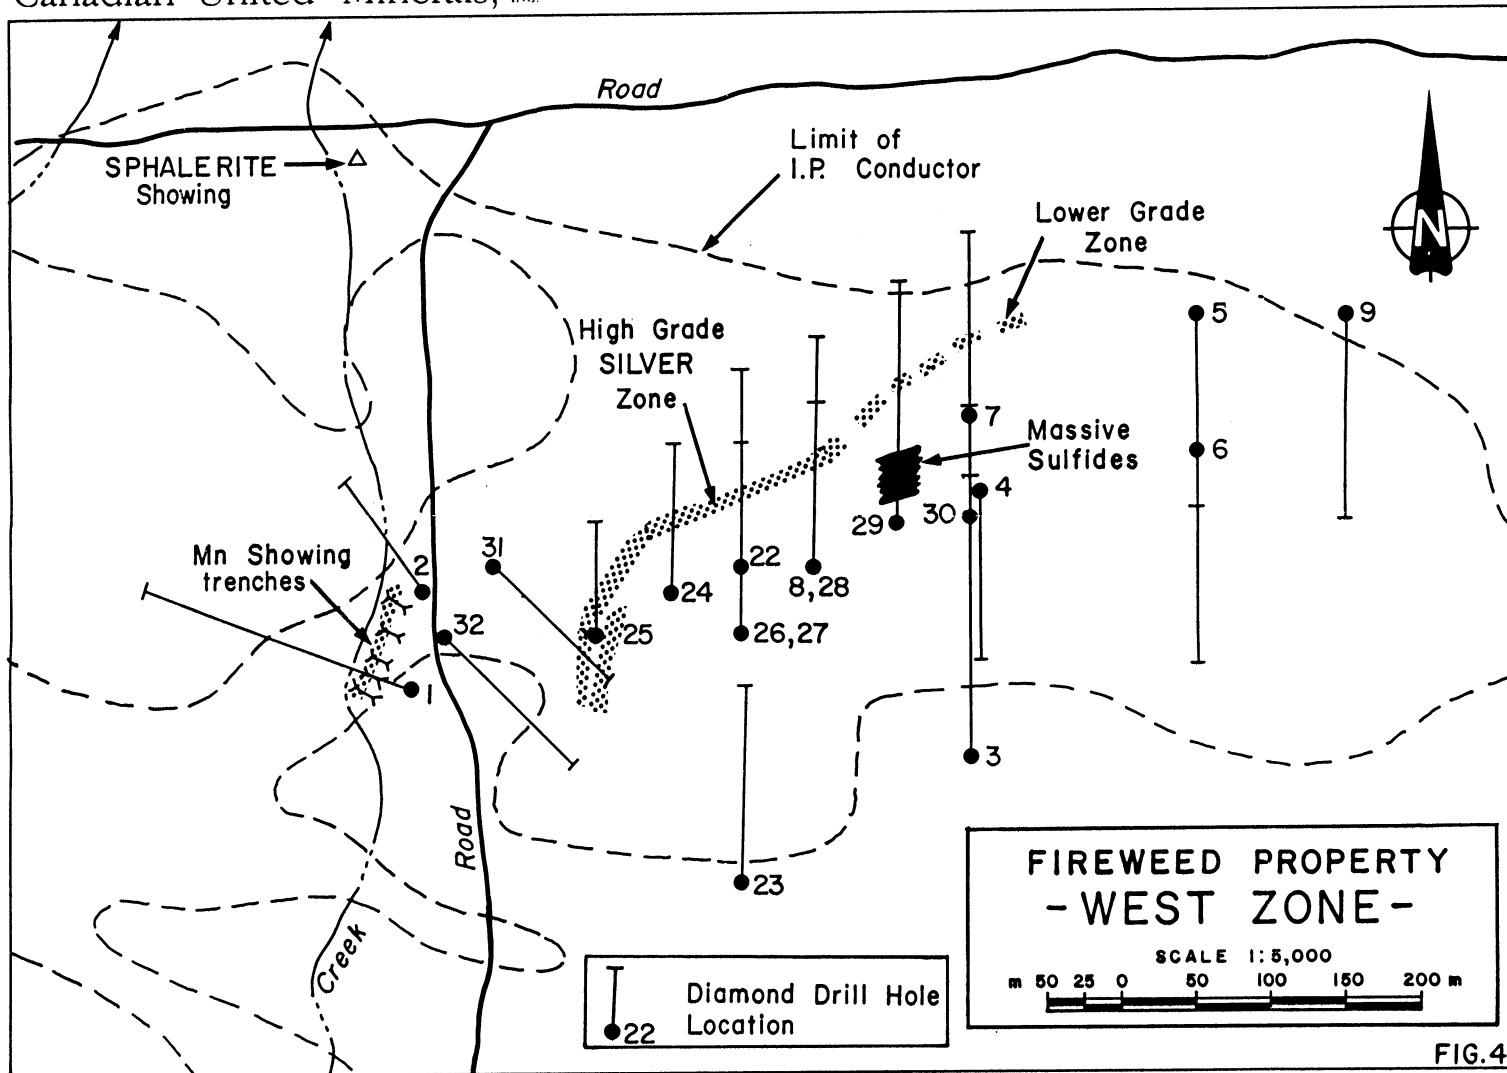 Canadian United Minerals,
Road
Limit of
I.P. Conductor
SPHALERITE
Showing
Lower Grade
Zone
N
High Grade
SILVER
Zone
5
9
7
Massive
Sulfides
6
4
29
30
Mn Showing
trenches
2
31
22
8,28
24
32
25
26,27
1
3
Road
23
Creek
FIREWEED PROPERTY
- WEST ZONE -
SCALE 1:5,000
m 50 25 0 50 100 150 200 m
Diamond Drill Hole
Location
22
FIG.4